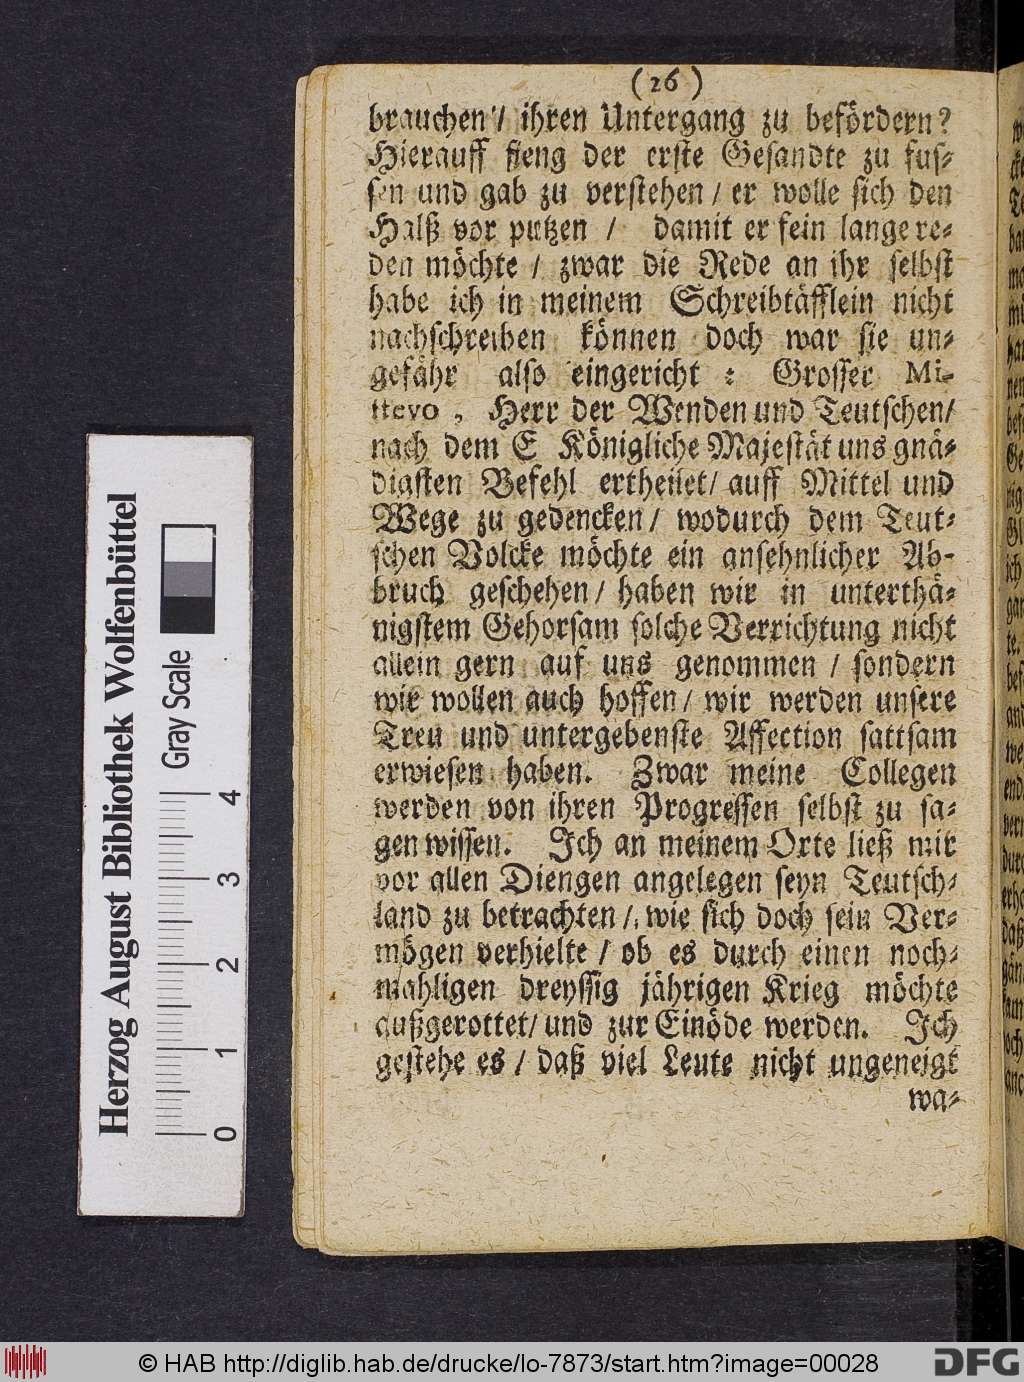 (26)
brauchen / ihren Untergang zu befördern?
Hierauff fieng der erste Gesandte zu fus-
sen und gab zu verstehen / er wolle sich den
Halß vor putzen / damit er fein lange re-
den möchte / zwar die Rede an ihr selbst
habe ich in meinem Schreibtäfflein nicht
nachschreiben können doch war sie un-
gefähr also eingericht : Grosser Mi-
ttevo , Herr der Wenden und Teutschen/
nach dem E Königliche Majestät uns gnä-
digsten Befehl ertheilet/ auff Mittel und
Wege zu gedencken / wodurch dem Teut-
schen Volcke möchte ein ansehnlicher Ab-
bruch geschehen / haben wir in unterthä-
nigstem Gehorsam solche Verrichtung nicht
allein gern auf uns genommen / sondern
wir wollen auch hoffen / wir werden unsere
Treu und untergebenste Affection sattsam
erwiesen haben. Zwar meine Collegen
werden von ihren Progressen selbst zu sa-
gen wissen. Ich an meinem Orte ließ mir
vor allen Diengen angelegen seyn Teutsch-
land zu betrachten / wie sich doch sein Ver-
mögen verhielte / ob es durch einen noch-
mahligen dreyssig jährigen Krieg möchte
außgerottet/ und zur Einöde werden. Ich
gestehe es / daß viel Leute nicht ungeneigt
wa-
Herzog August Bibliothek Wolfenbüttel
Gray Scale
0 1 2 3 4
© HAB http://diglib.hab.de/drucke/lo-7873/start.htm?image=00028
DFG